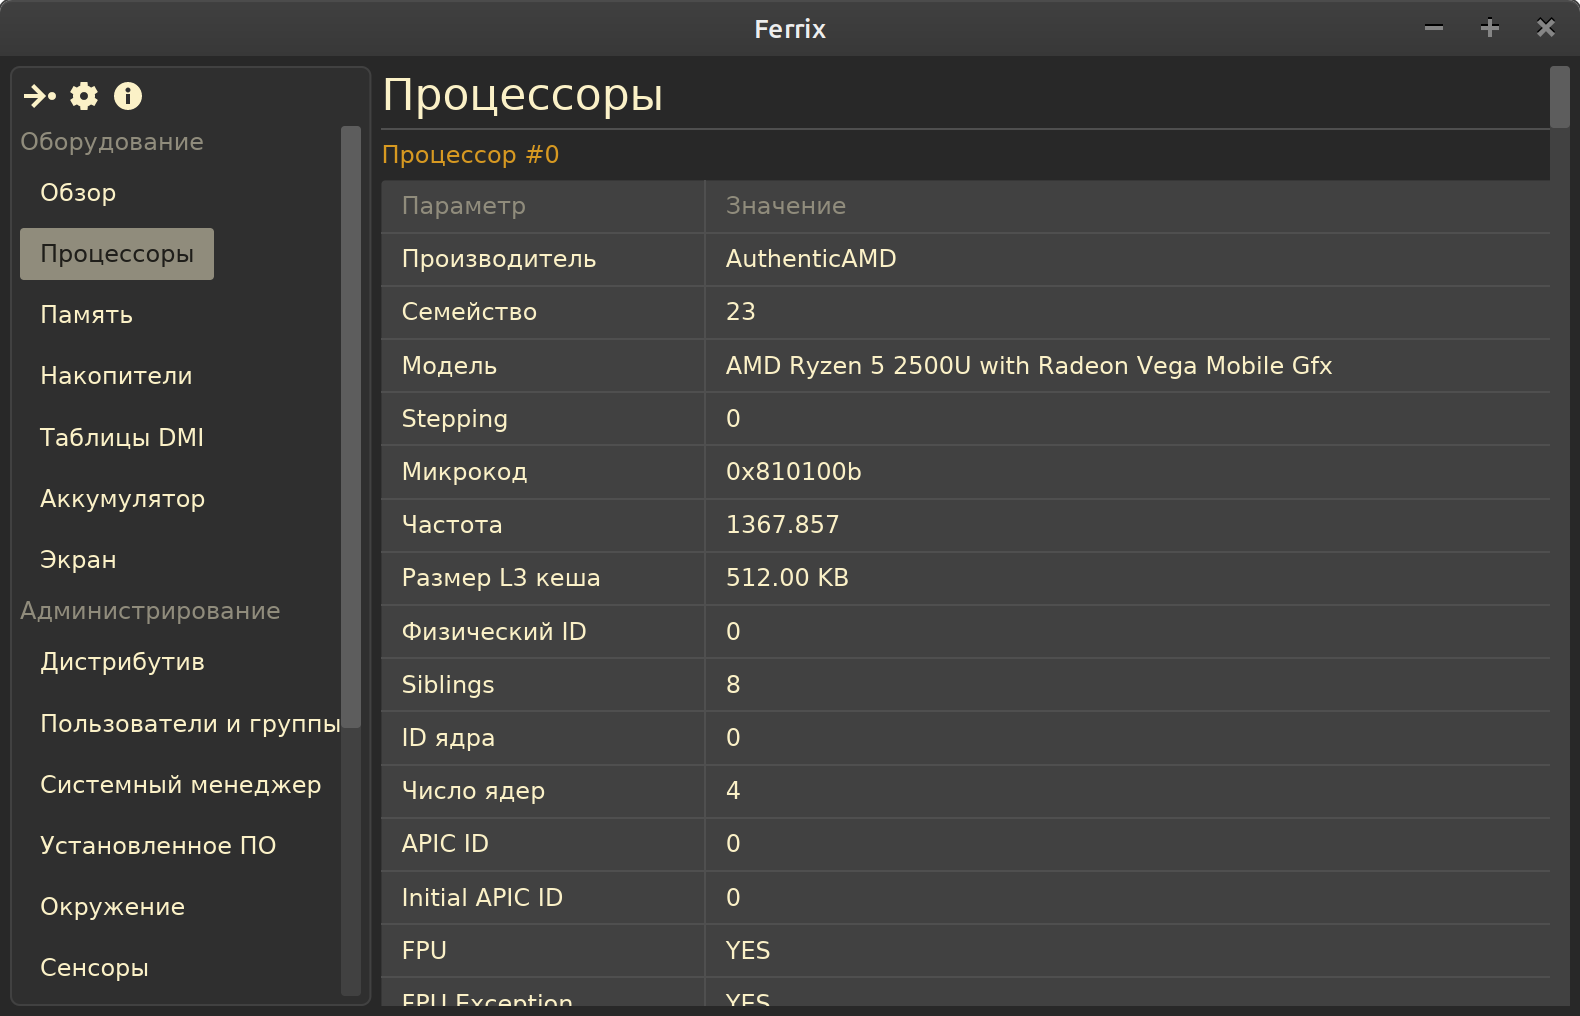 Ferrix
Процессоры
Процессор #0
Оборудование
Обзор
Процессоры
Память
Накопители
Таблицы DMI
Аккумулятор
Экран
Администрирование
Дистрибутив
Пользователи и группы
Системный менеджер
Установленное ПО
Окружение
Сенсоры
Параметр Значение
Производитель AuthenticAMD
Семейство 23
Модель AMD Ryzen 5 2500U with Radeon Vega Mobile Gfx
Stepping 0
Микрокод 0x810100b
Частота 1367.857
Размер L3 кеша 512.00 KB
Физический ID 0
Siblings 8
ID ядра 0
Число ядер 4
APIC ID 0
Initial APIC ID 0
FPU YES
FPU Exception YES